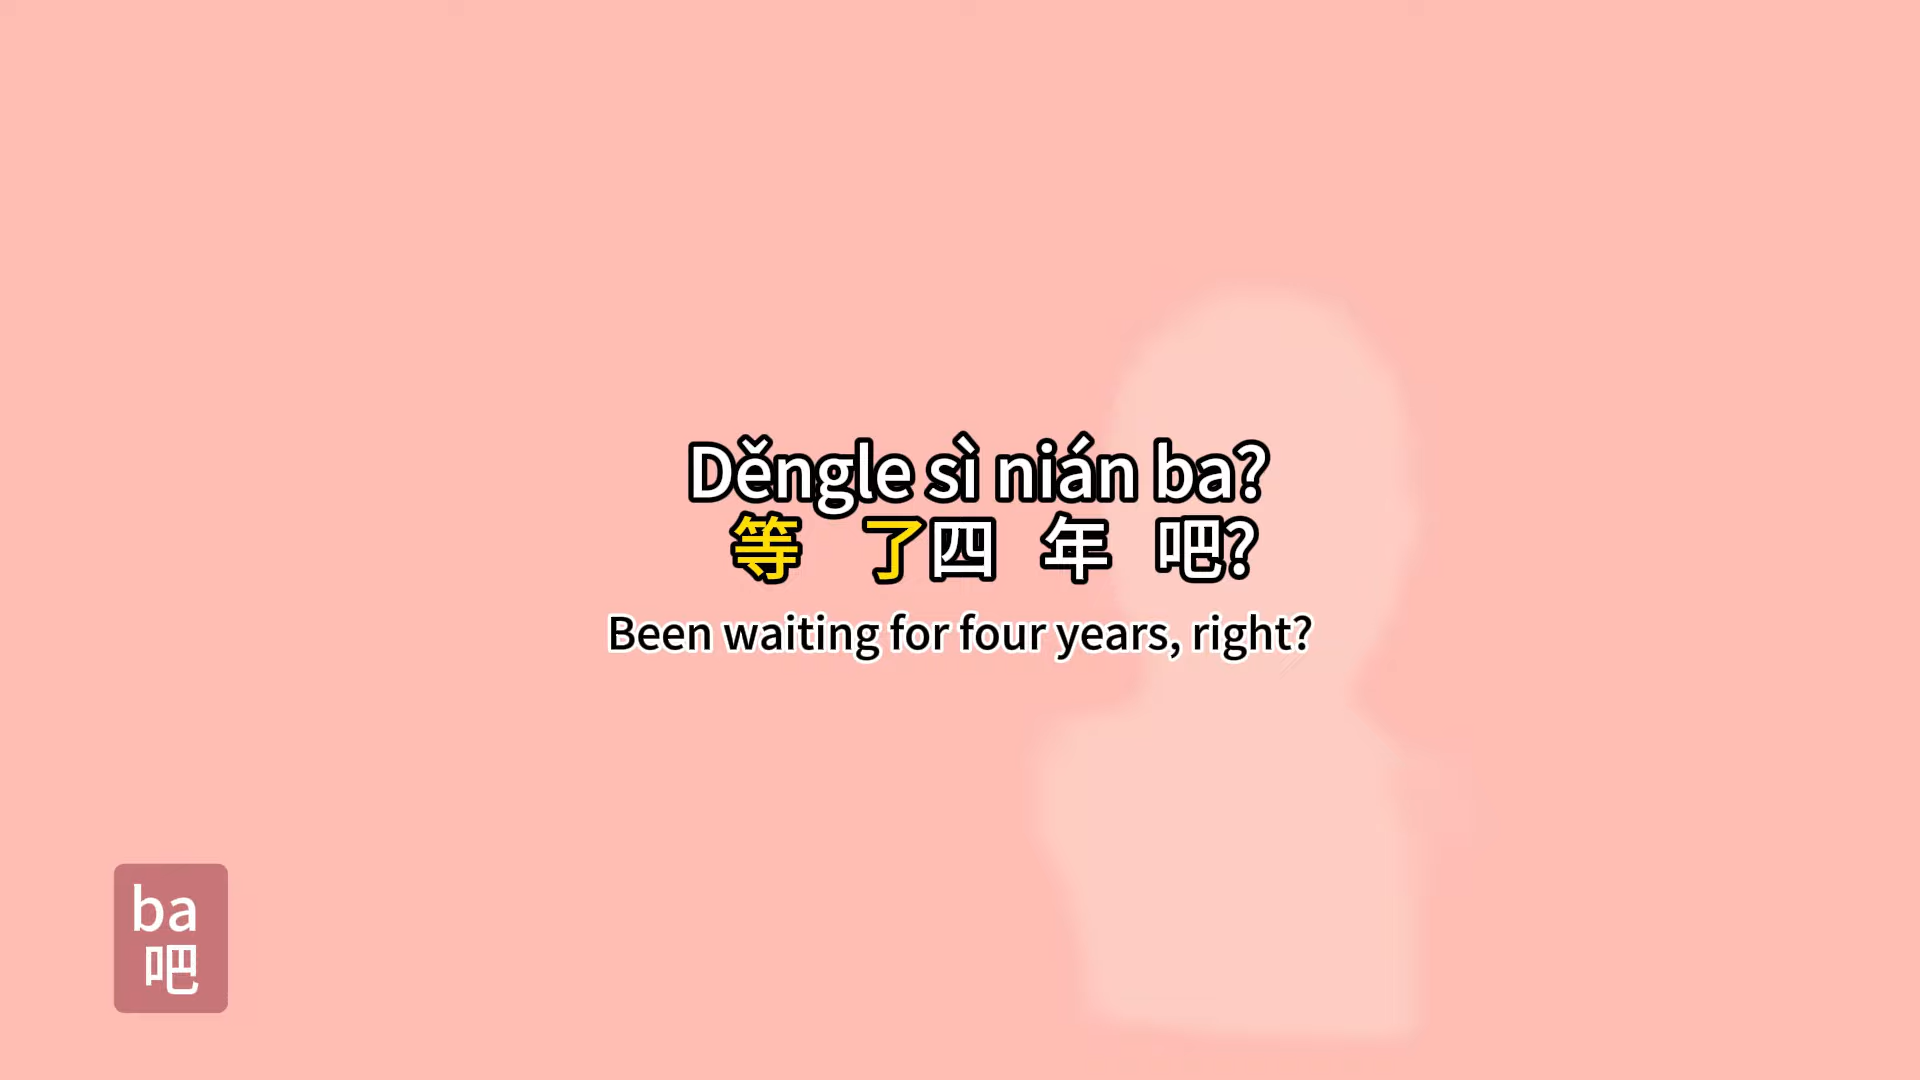 Děngle sì nián ba?
等了四年吧?
Been waiting for four years, right?
ba
吧